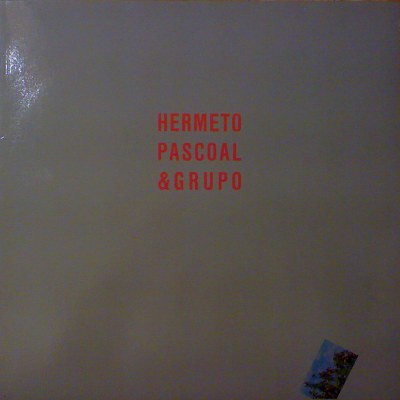 HERMETO
PASCOAL
& GRUPO